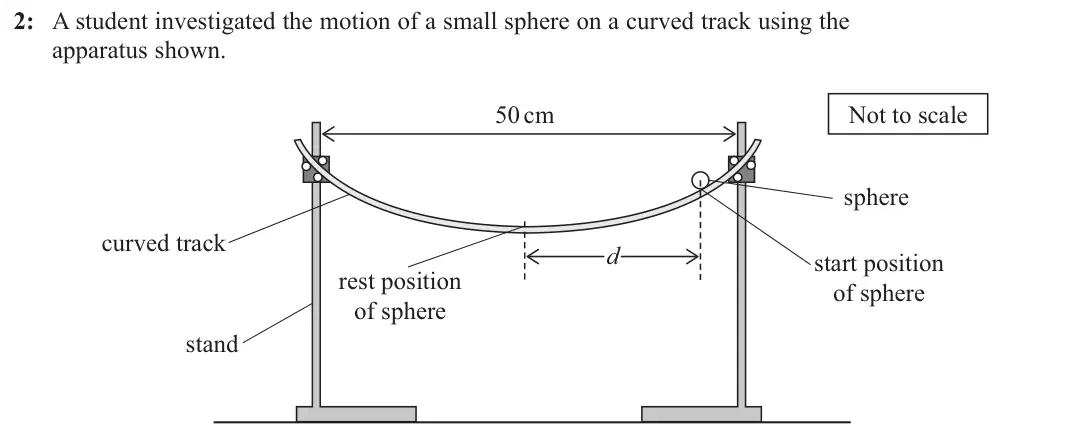 2: A student investigated the motion of a small sphere on a curved track using the
apparatus shown.
50 cm
Not to scale
sphere
curved track
d
start position
of sphere
rest position
of sphere
stand